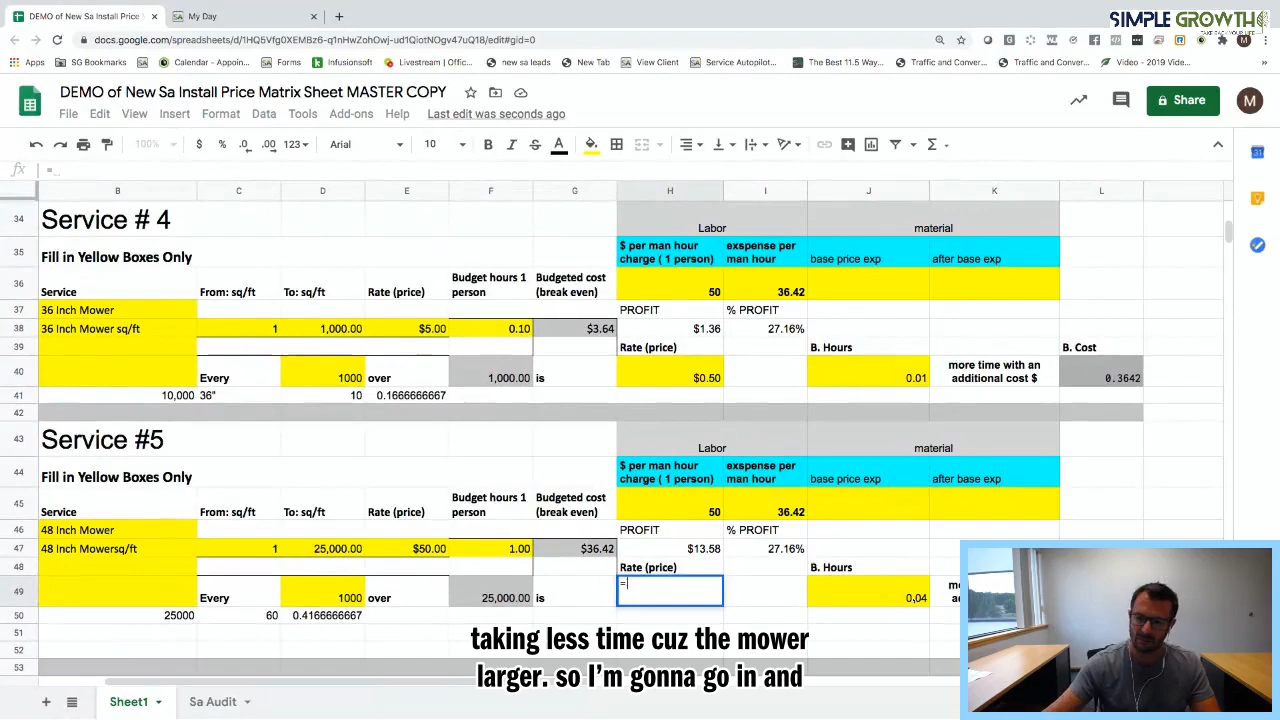 DEMO of New Sa Install Price M
My Day
SIMPLE GROWTH
TAKE BACK YOUR LIFE
docs.google.com/spreadsheets/d/1HQ5Vfg0XEMBz6-q1nHwZohOwj-ud1QiotNOgv47uQ18/edit#gid=0
Apps SG Bookmarks Calendar - Appoin... Forms Infusionsoft Livestream | Offic... new sa leads New Tab View Client Service Autopilot... The Best 11.5 Way... Traffic and Conver... Traffic and Conver... Video - 2019 Vide...
DEMO of New Sa Install Price Matrix Sheet MASTER COPY
File Edit View Insert Format Data Tools Add-ons Help Last edit was seconds ago
Share
M
100% $ % .0 .00 123 Arial 10 B I S A
fx =
B C D E F G H I J K L
34 Service # 4 Labor material
35 Fill in Yellow Boxes Only $ per man hour charge ( 1 person) exspense per man hour base price exp after base exp
36 Service From: sq/ft To: sq/ft Rate (price) Budget hours 1 person Budgeted cost (break even) 50 36.42
37 36 Inch Mower PROFIT % PROFIT
38 36 Inch Mower sq/ft 1 1,000.00 $5.00 0.10 $3.64 $1.36 27.16%
39 Rate (price) B. Hours B. Cost
40 Every 1000 over 1,000.00 is $0.50 0.01 more time with an additional cost $ 0.3642
41 10,000 36" 10 0.1666666667
42
43 Service #5 Labor material
44 Fill in Yellow Boxes Only $ per man hour charge ( 1 person) exspense per man hour base price exp after base exp
45 Service From: sq/ft To: sq/ft Rate (price) Budget hours 1 person Budgeted cost (break even) 50 36.42
46 48 Inch Mower PROFIT % PROFIT
47 48 Inch Mowersq/ft 1 25,000.00 $50.00 1.00 $36.42 $13.58 27.16%
48 Rate (price) B. Hours
49 Every 1000 over 25,000.00 is = 0.04
50 25000 60 0.4166666667
51
52
53
taking less time cuz the mower
larger. so I'm gonna go in and
Sheet1 Sa Audit